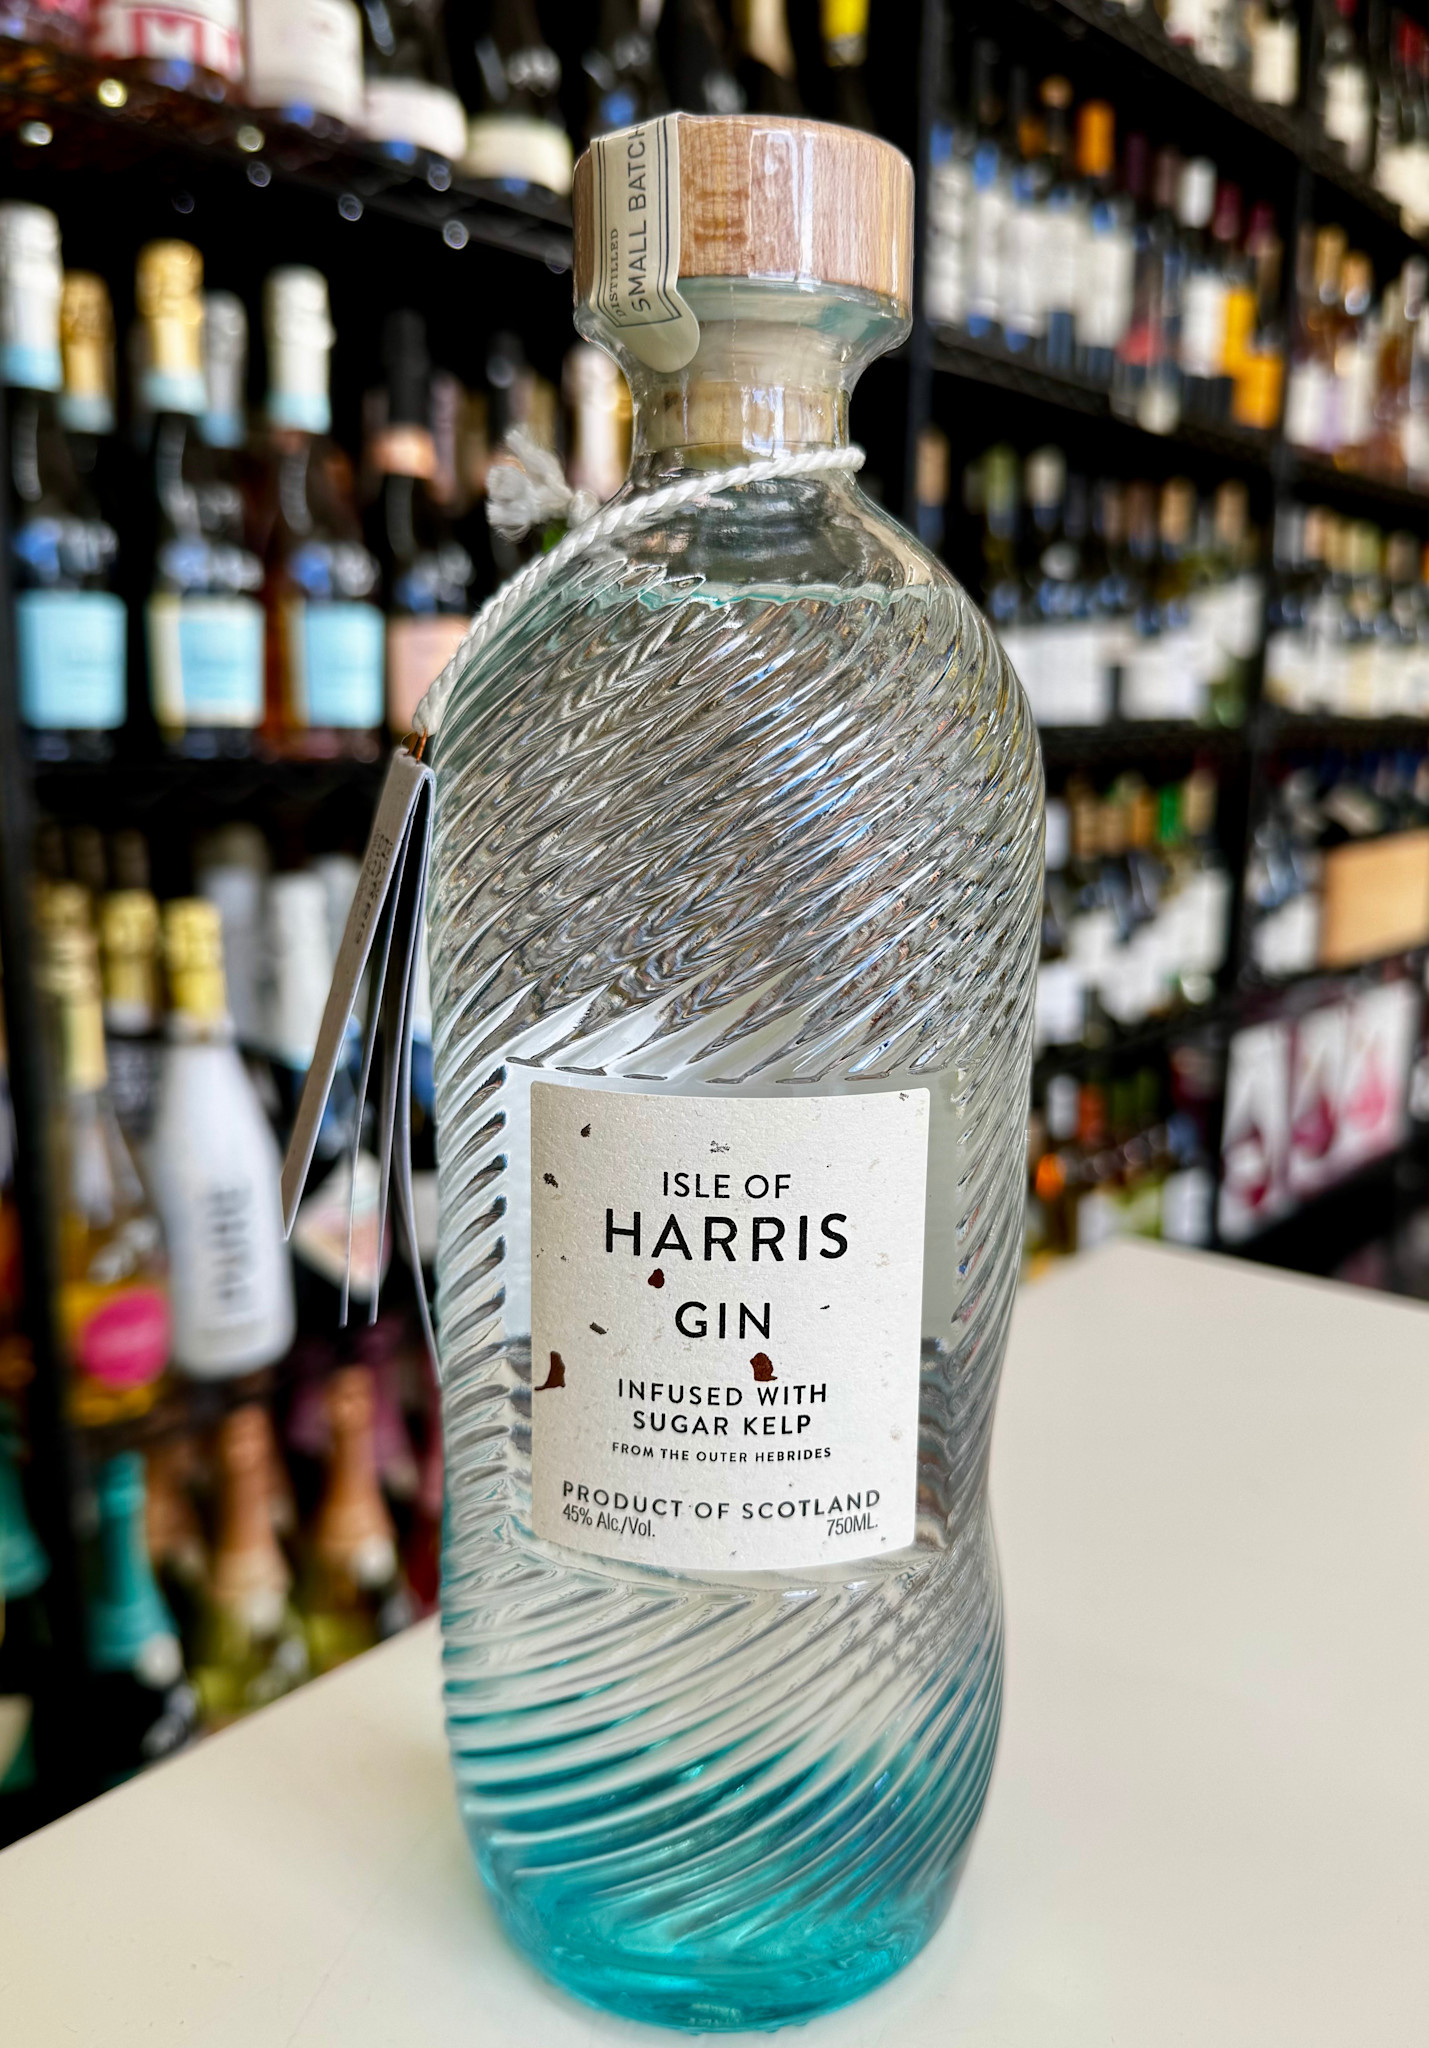 DISTILLED
SMALL BATCH
ISLE OF
HARRIS
GIN
INFUSED WITH
SUGAR KELP
FROM THE OUTER HEBRIDES
PRODUCT OF SCOTLAND
45% Alc./Vol.
750ML.